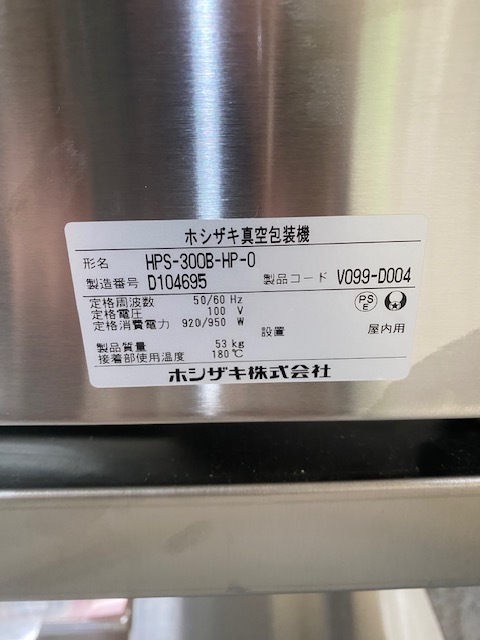 ホシザキ真空包装機
形名 HPS-300B-HP-0
製造番号 D104695 製品コード V099-D004
定格周波数 50/60 Hz
定格電圧 100 V
定格消費電力 920/950 W 設置 屋内用
PSE
製品質量 53 kg
接着部使用温度 180℃
ホシザキ株式会社